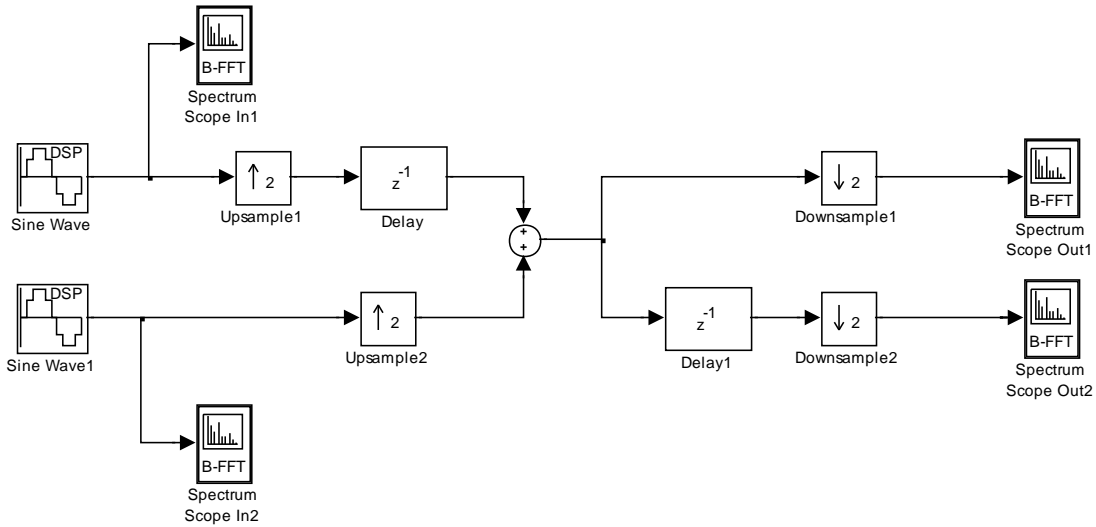 B-FFT
Spectrum
Scope In1
DSP
Sine Wave
↑ 2
Upsample1
z-1
Delay
+
+
↓ 2
Downsample1
B-FFT
Spectrum
Scope Out1
DSP
Sine Wave1
↑ 2
Upsample2
z-1
Delay1
↓ 2
Downsample2
B-FFT
Spectrum
Scope Out2
B-FFT
Spectrum
Scope In2